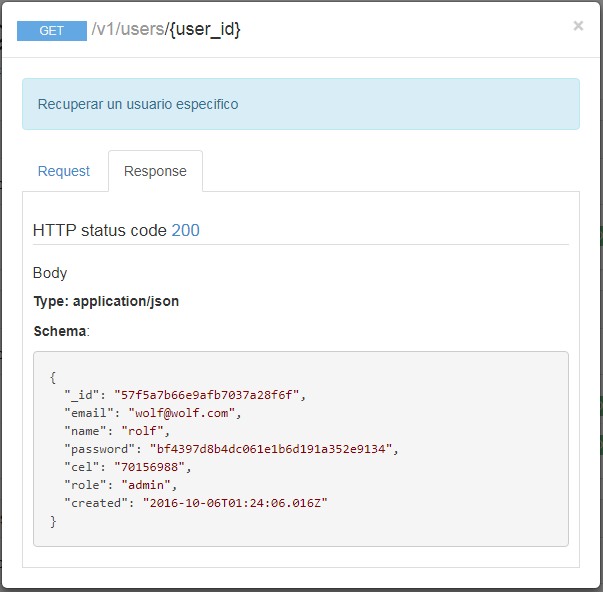 GET /v1/users/{user_id} ×
Recuperar un usuario especifico
Request Response
HTTP status code 200
Body
Type: application/json
Schema:
{
"_id": "57f5a7b66e9afb7037a28f6f",
"email": "wolf@wolf.com",
"name": "rolf",
"password": "bf4397d8b4dc061e1b6d191a352e9134",
"cel": "70156988",
"role": "admin",
"created": "2016-10-06T01:24:06.016Z"
}